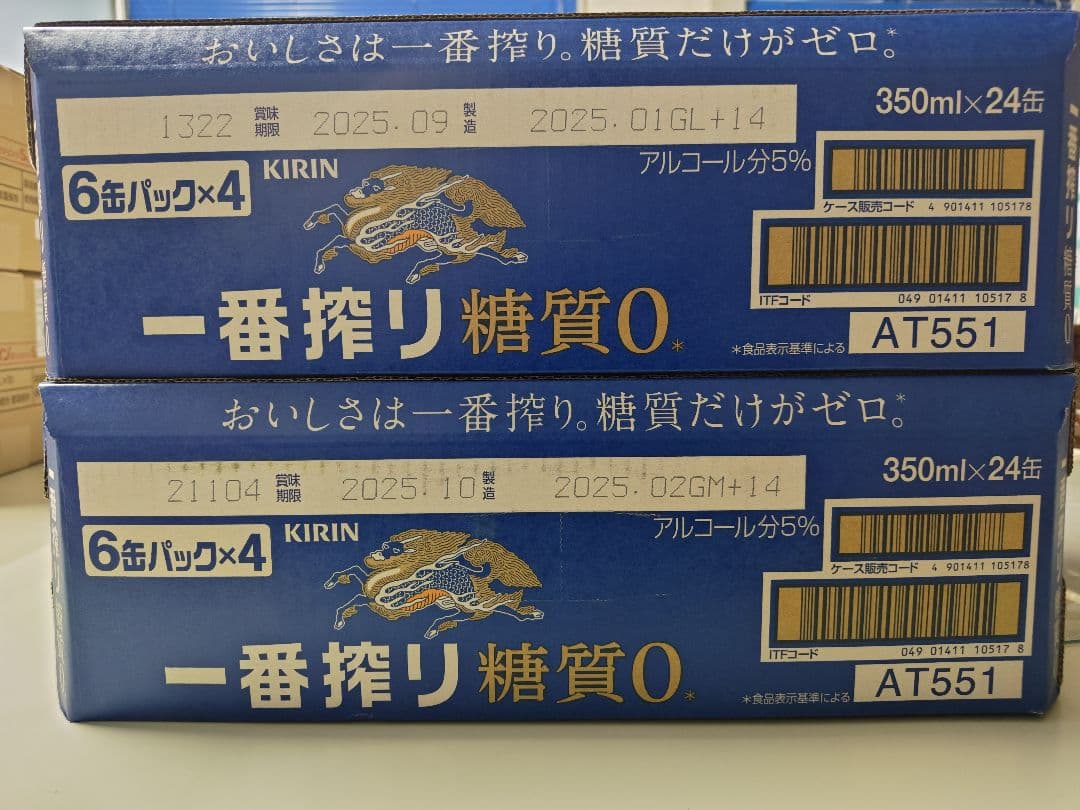 おいしさは一番搾り。糖質だけがゼロ。*
350ml×24缶
1322 賞味期限 2025.09 製造 2025.01GL+14
アルコール分5%
6缶パック×4
KIRIN
ケース販売コード 4 901411 105178
ITFコード 049 01411 10517 8
一番搾り 糖質0*
*食品表示基準による
AT551
おいしさは一番搾り。糖質だけがゼロ。*
350ml×24缶
21104 賞味期限 2025.10 製造 2025.02GM+14
アルコール分5%
6缶パック×4
KIRIN
ケース販売コード 4 901411 105178
ITFコード 049 01411 10517 8
一番搾り 糖質0*
*食品表示基準による
AT551